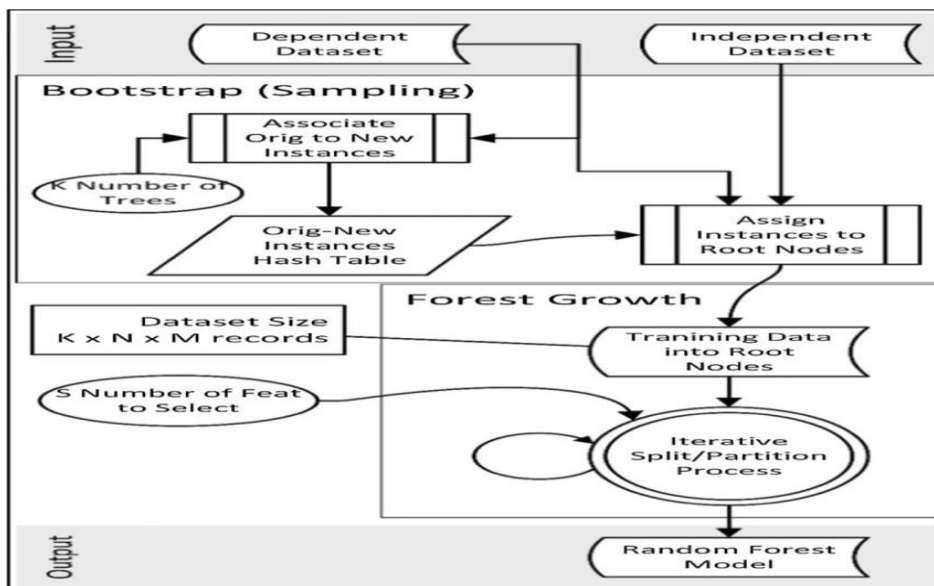 Input
Dependent
Dataset
Independent
Dataset
Bootstrap (Sampling)
Associate
Orig to New
Instances
K Number of
Trees
Orig-New
Instances
Hash Table
Assign
Instances to
Root Nodes
Forest Growth
Dataset Size
K x N x M records
Tranining Data
into Root
Nodes
S Number of Feat
to Select
Iterative
Split/Partition
Process
Output
Random Forest
Model